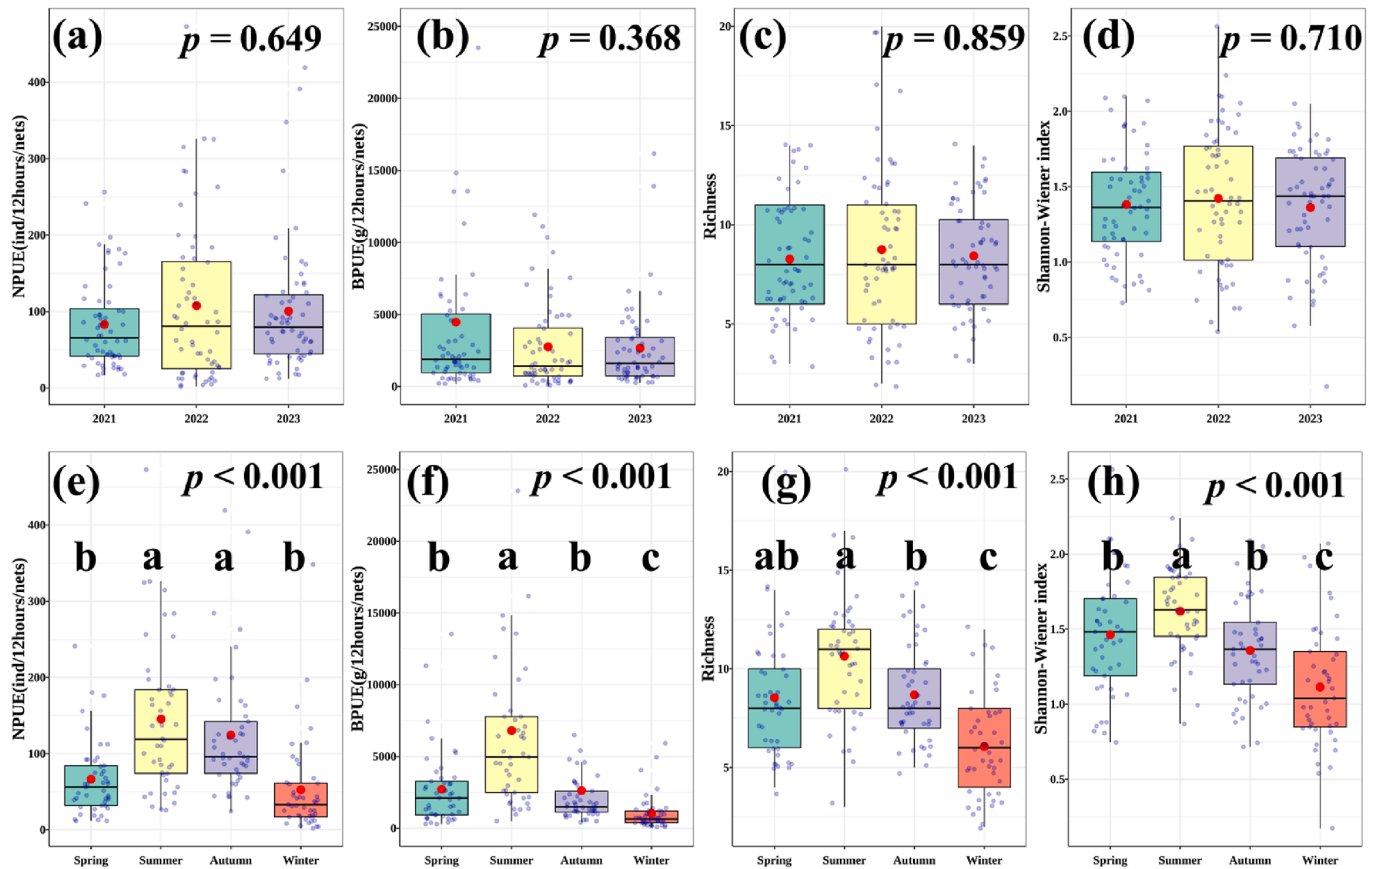 (a)
p = 0.649
NPUE(ind/12hours/nets)
400
300
200
100
0
2021 2022 2023
(b)
p = 0.368
BPUE(g/12hours/nets)
25000
20000
15000
10000
5000
0
2021 2022 2023
(c)
p = 0.859
Richness
20
15
10
5
2021 2022 2023
(d)
p = 0.710
Shannon-Wiener index
2.5
2.0
1.5
1.0
0.5
2021 2022 2023
(e)
p < 0.001
b a a b
NPUE(ind/12hours/nets)
400
300
200
100
0
Spring Summer Autumn Winter
(f)
p < 0.001
b a b c
BPUE(g/12hours/nets)
25000
20000
15000
10000
5000
0
Spring Summer Autumn Winter
(g)
p < 0.001
ab a b c
Richness
20
15
10
5
Spring Summer Autumn Winter
(h)
p < 0.001
b a b c
Shannon-Wiener index
2.5
2.0
1.5
1.0
0.5
Spring Summer Autumn Winter